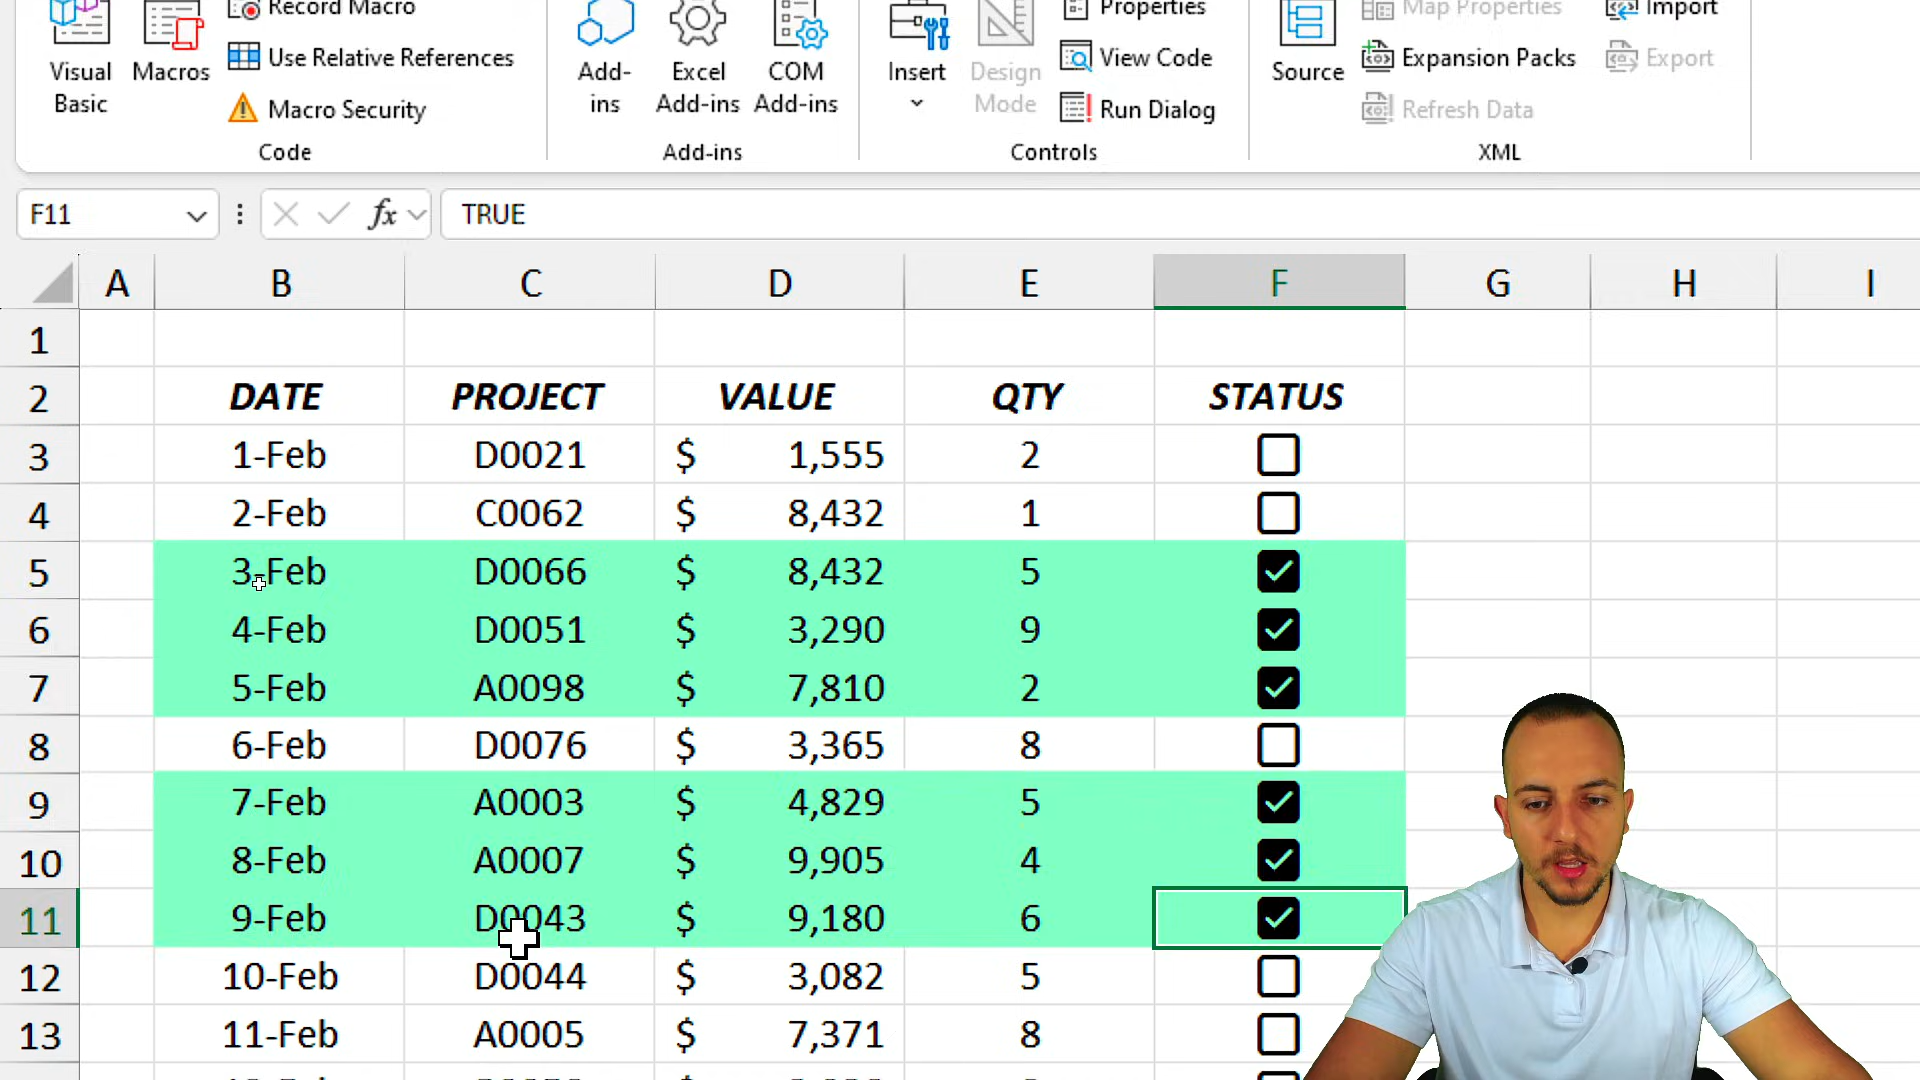 Record Macro
Properties
Map Properties
Import
Visual Basic
Macros
Use Relative References
Add-ins
Excel Add-ins
COM Add-ins
Insert
Design Mode
View Code
Source
Expansion Packs
Export
Macro Security
Run Dialog
Refresh Data
Code
Add-ins
Controls
XML
F11
fx
TRUE
A B C D E F G H I
1
2 DATE PROJECT VALUE QTY STATUS
3 1-Feb D0021 $ 1,555 2
4 2-Feb C0062 $ 8,432 1
5 3-Feb D0066 $ 8,432 5
6 4-Feb D0051 $ 3,290 9
7 5-Feb A0098 $ 7,810 2
8 6-Feb D0076 $ 3,365 8
9 7-Feb A0003 $ 4,829 5
10 8-Feb A0007 $ 9,905 4
11 9-Feb D0043 $ 9,180 6
12 10-Feb D0044 $ 3,082 5
13 11-Feb A0005 $ 7,371 8